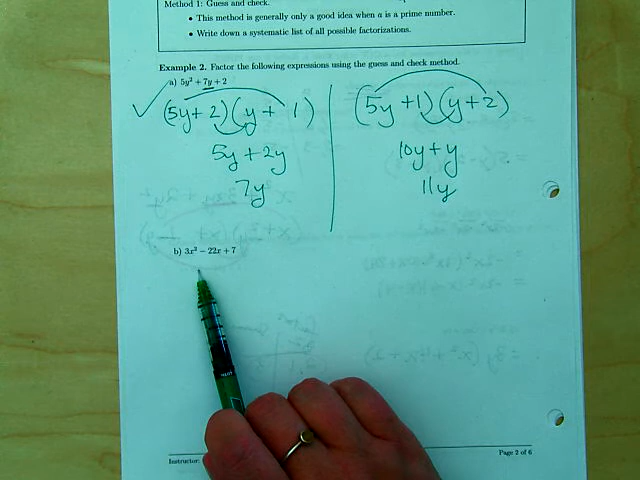 Method 1: Guess and check.
• This method is generally only a good idea when a is a prime number.
• Write down a systematic list of all possible factorizations.
Example 2. Factor the following expressions using the guess and check method.
a) 5y² + 7y + 2
(5y + 2)(y + 1)
5y + 2y
7y
(5y + 1)(y + 2)
10y + y
11y
b) 3x² − 22x + 7
Instructor:
Page 2 of 6